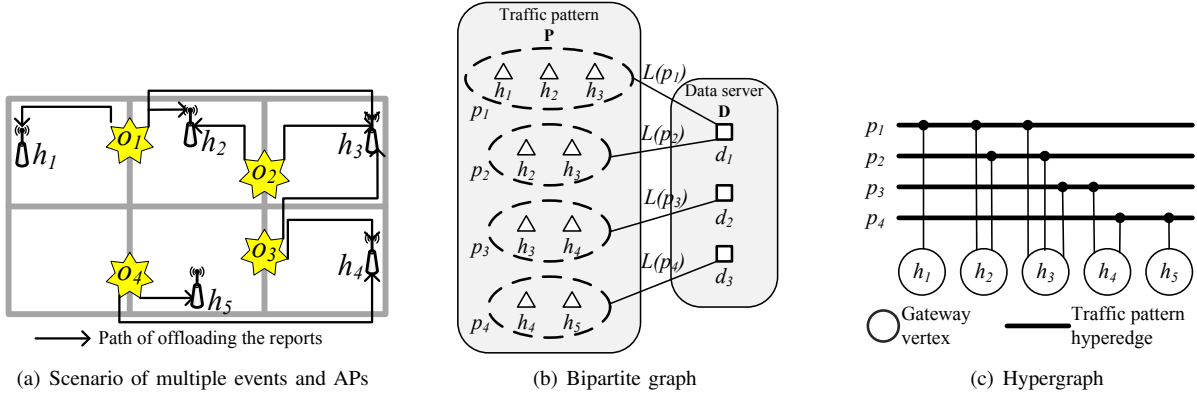 h1
o1
h2
o2
h3
o3
h4
o4
h5
Path of offloading the reports
(a) Scenario of multiple events and APs
Traffic pattern
P
h1 h2 h3
p1
L(p1)
Data server
D
d1
h2 h3
p2
L(p2)
h3 h4
p3
L(p3)
d2
h4 h5
p4
L(p4)
d3
(b) Bipartite graph
p1
p2
p3
p4
h1 h2 h3 h4 h5
Gateway
vertex
Traffic pattern
hyperedge
(c) Hypergraph